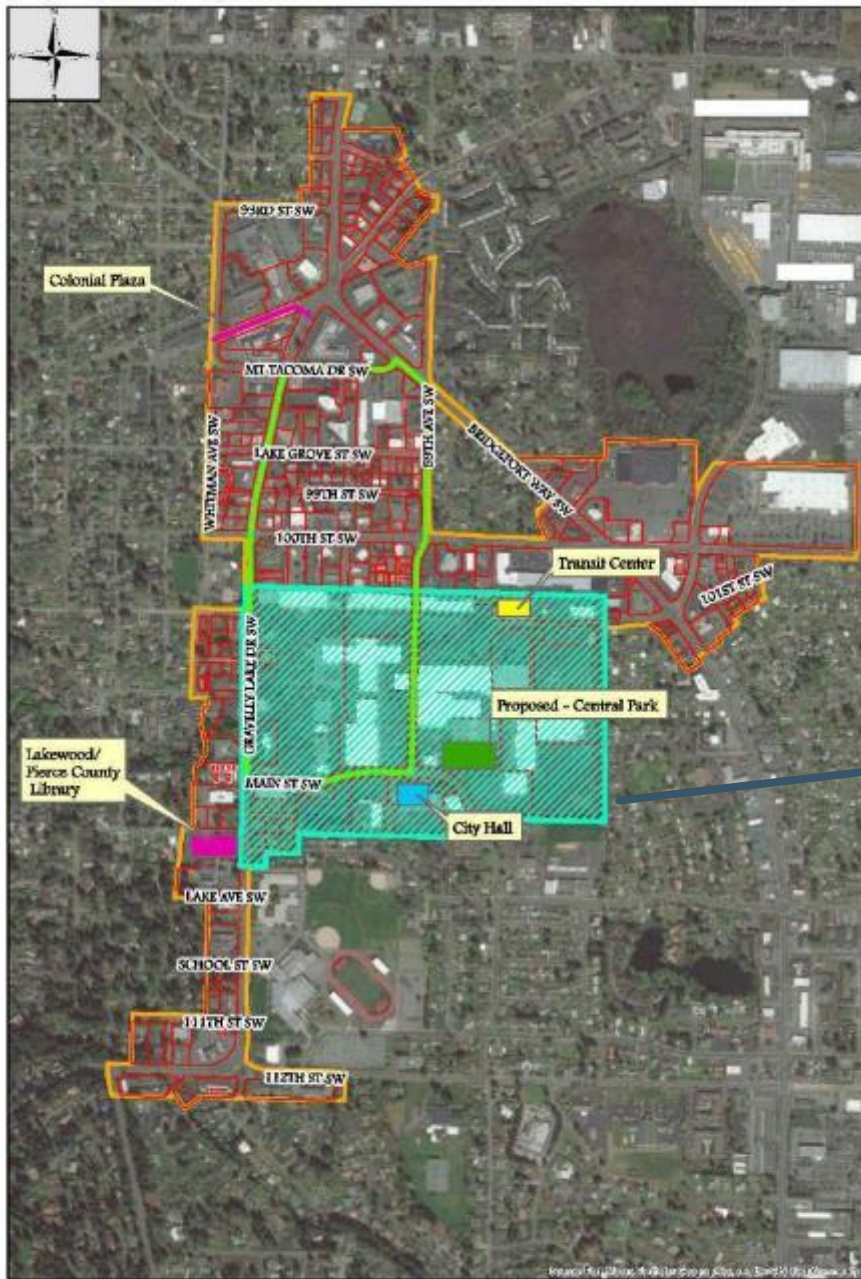 93RD ST SW
Colonial Plaza
MT TACOMA DR SW
WHITMAN AVE SW
59TH AVE SW
BRIDGEPORT WAY SW
LAKE GROVE ST SW
99TH ST SW
100TH ST SW
Transit Center
101ST ST SW
GRAVELLY LAKE DR SW
Proposed - Central Park
Lakewood/
Pierce County
Library
MAIN ST SW
City Hall
LAKE AVE SW
SCHOOL ST SW
111TH ST SW
112TH ST SW